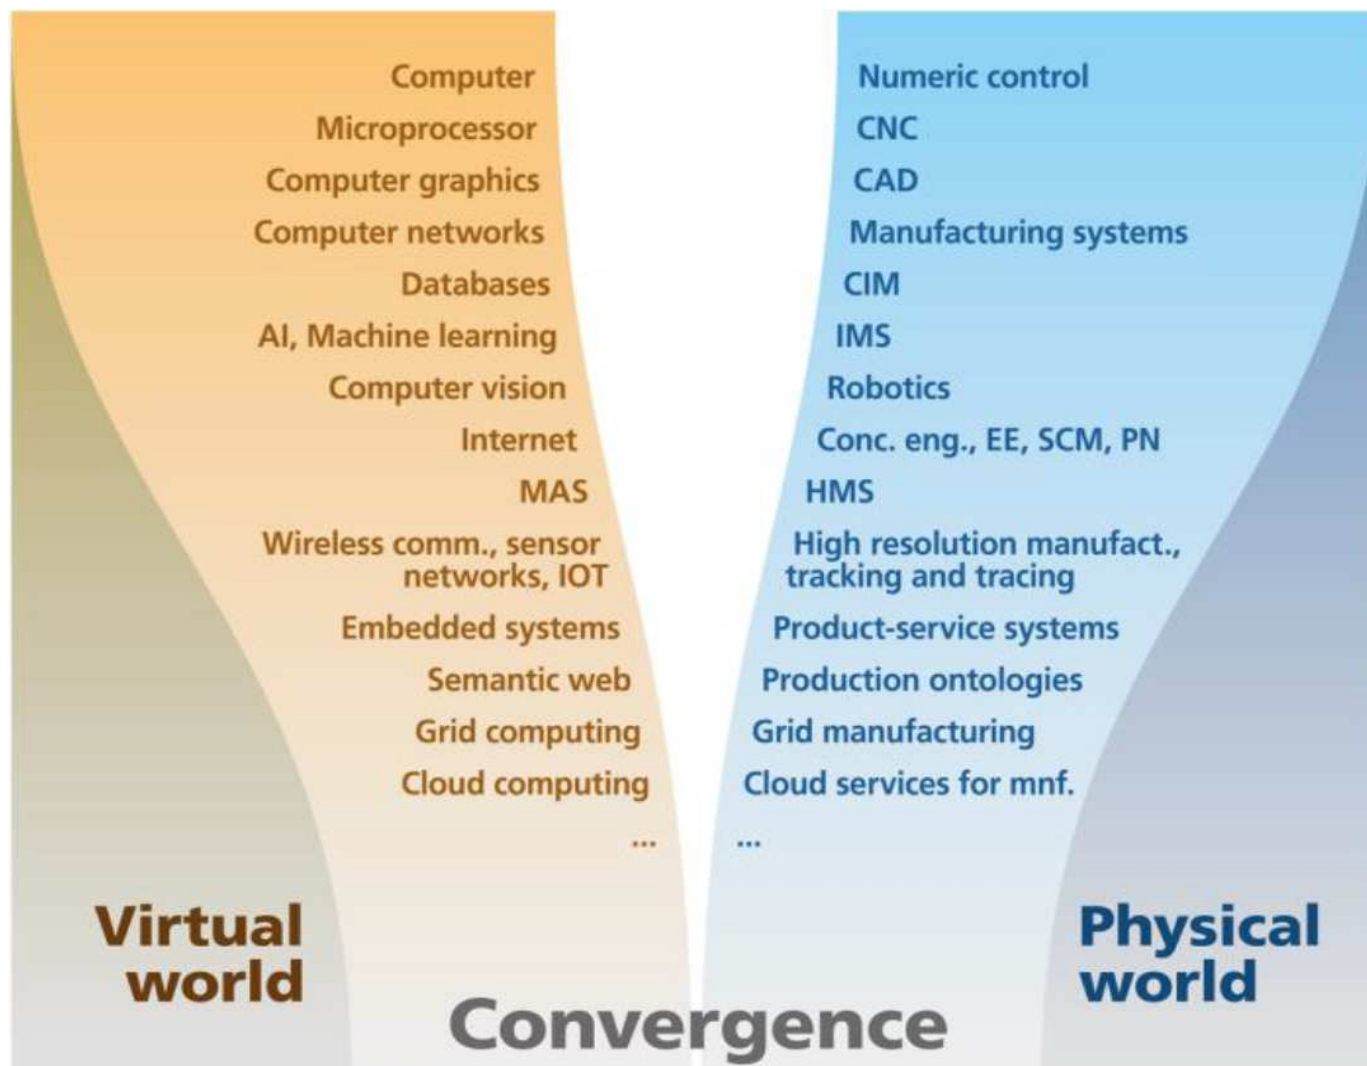 Computer
Microprocessor
Computer graphics
Computer networks
Databases
AI, Machine learning
Computer vision
Internet
MAS
Wireless comm., sensor
networks, IOT
Embedded systems
Semantic web
Grid computing
Cloud computing
...
Numeric control
CNC
CAD
Manufacturing systems
CIM
IMS
Robotics
Conc. eng., EE, SCM, PN
HMS
High resolution manufact.,
tracking and tracing
Product-service systems
Production ontologies
Grid manufacturing
Cloud services for mnf.
...
Virtual
world
Physical
world
Convergence